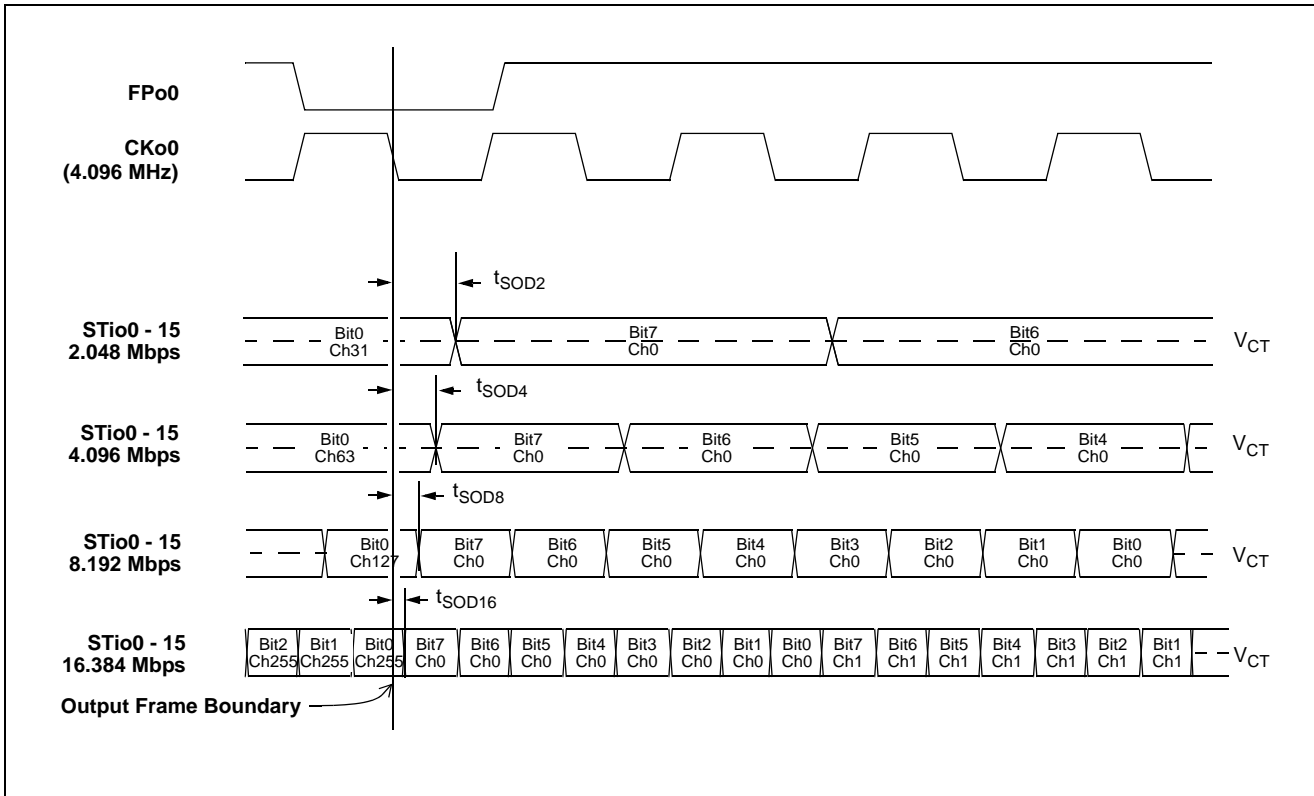 FPo0
CKo0
(4.096 MHz)
tSOD2
STio0 - 15
2.048 Mbps
Bit0
Ch31
Bit7
Ch0
Bit6
Ch0
VCT
tSOD4
STio0 - 15
4.096 Mbps
Bit0
Ch63
Bit7
Ch0
Bit6
Ch0
Bit5
Ch0
Bit4
Ch0
VCT
tSOD8
STio0 - 15
8.192 Mbps
Bit0
Ch127
Bit7
Ch0
Bit6
Ch0
Bit5
Ch0
Bit4
Ch0
Bit3
Ch0
Bit2
Ch0
Bit1
Ch0
Bit0
Ch0
VCT
tSOD16
STio0 - 15
16.384 Mbps
Bit2
Ch255
Bit1
Ch255
Bit0
Ch255
Bit7
Ch0
Bit6
Ch0
Bit5
Ch0
Bit4
Ch0
Bit3
Ch0
Bit2
Ch0
Bit1
Ch0
Bit0
Ch0
Bit7
Ch1
Bit6
Ch1
Bit5
Ch1
Bit4
Ch1
Bit3
Ch1
Bit2
Ch1
Bit1
Ch1
VCT
Output Frame Boundary